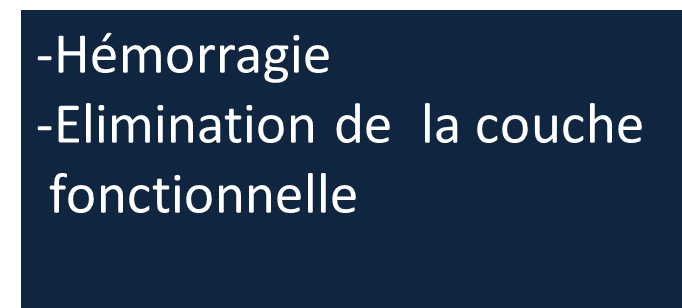 -Hémorragie
-Elimination de la couche
fonctionnelle